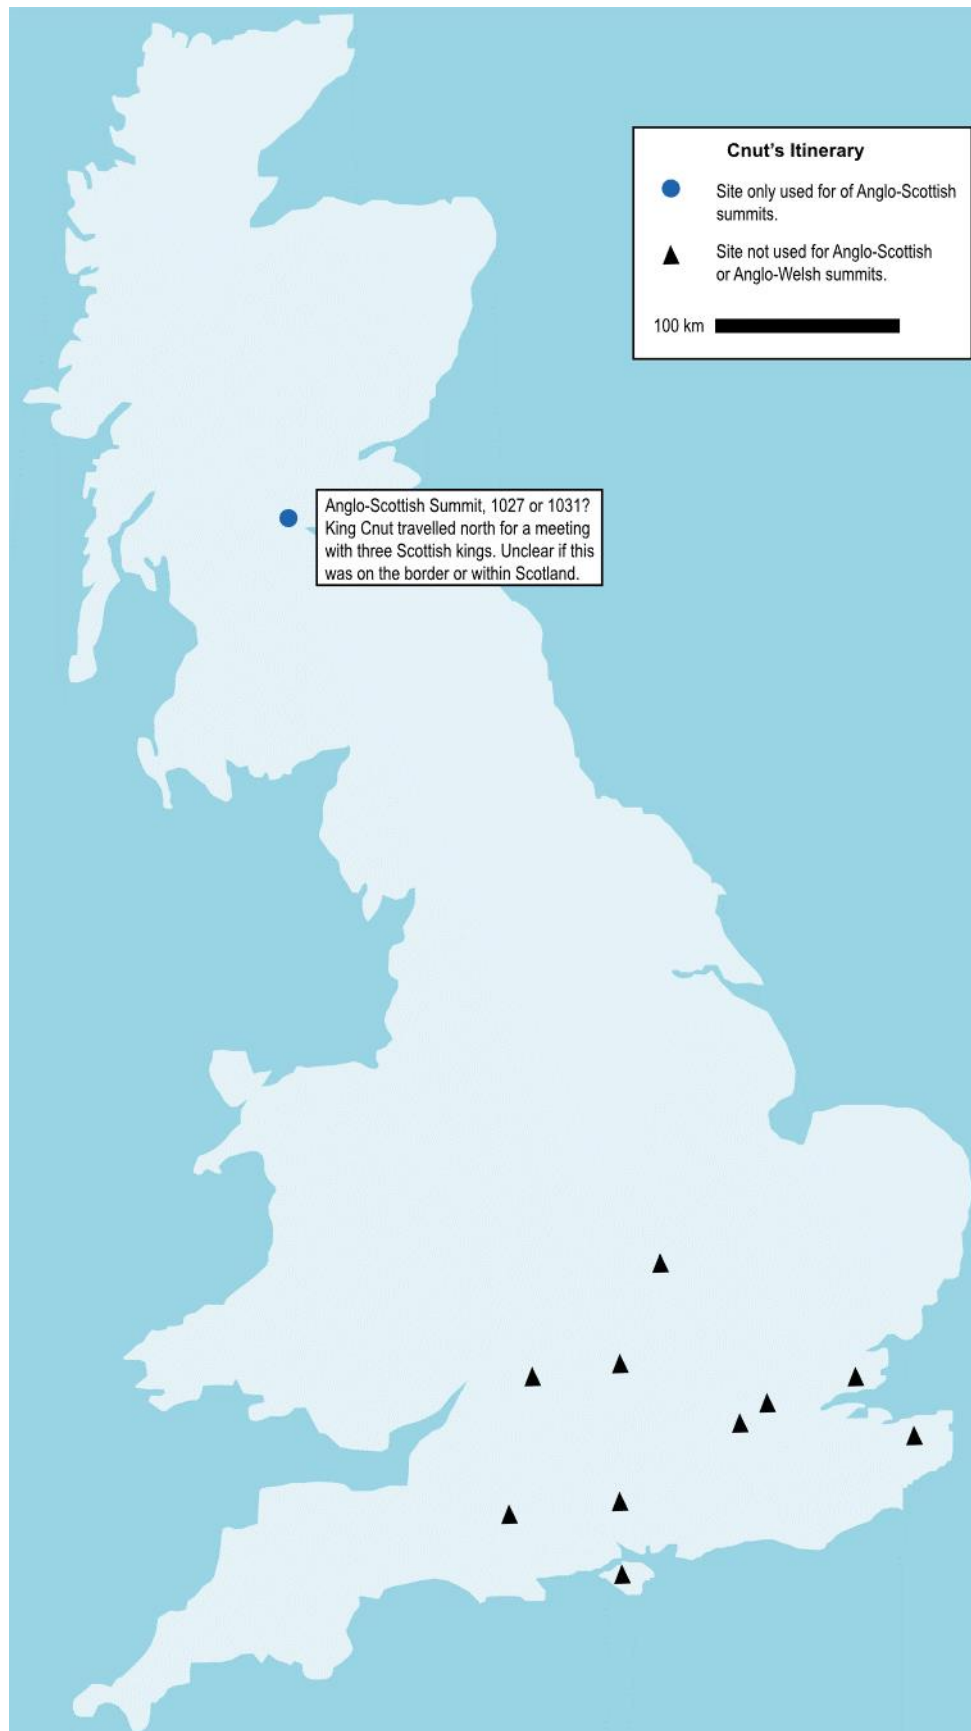 Cnut's Itinerary
Site only used for of Anglo-Scottish
summits.
Site not used for Anglo-Scottish
or Anglo-Welsh summits.
100 km
Anglo-Scottish Summit, 1027 or 1031?
King Cnut travelled north for a meeting
with three Scottish kings. Unclear if this
was on the border or within Scotland.